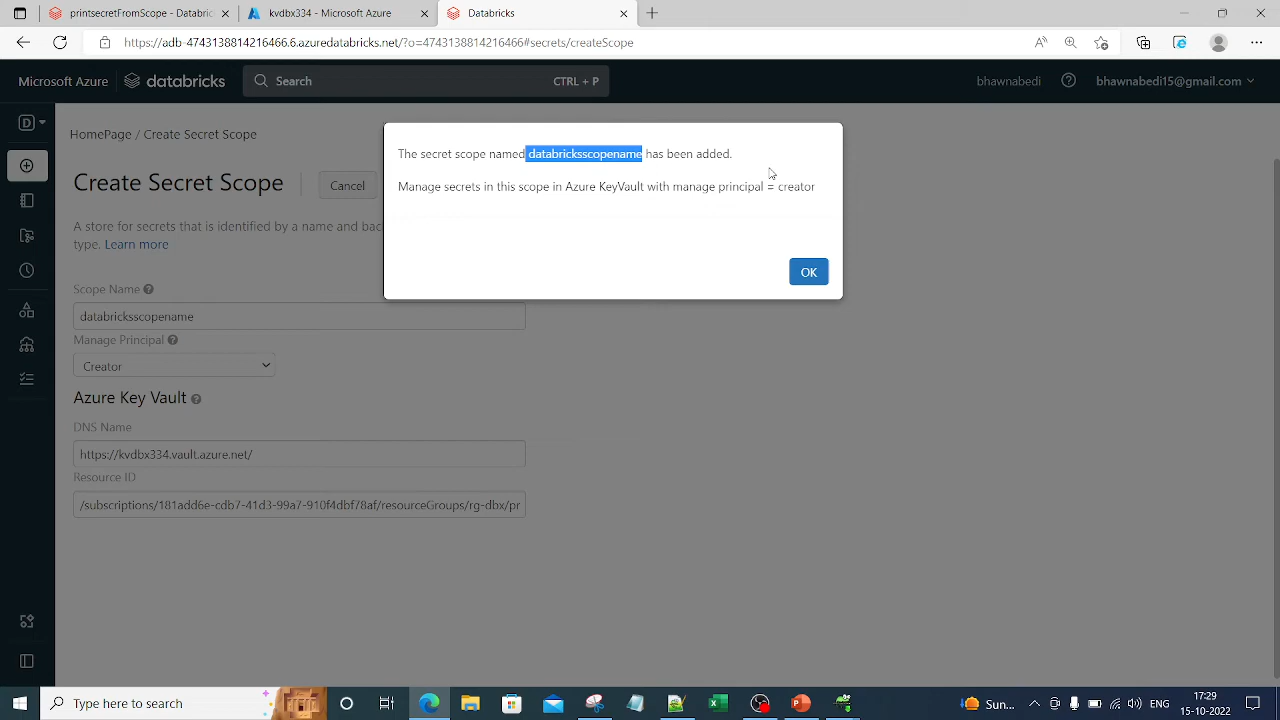 printsecretFromScope - Databric
kvdbx334 - Microsoft Azure
Databricks
https://adb-4743138814216466.6.azuredatabricks.net/?o=4743138814216466#secrets/createScope
Microsoft Azure
databricks
Search
CTRL + P
bhawnabedi
bhawnabedi15@gmail.com
D
HomePage / Create Secret Scope
Create Secret Scope
Cancel
A store for secrets that is identified by a name and bac
type. Learn more
The secret scope named databricksscopename has been added.
Manage secrets in this scope in Azure KeyVault with manage principal = creator
OK
Scope Name
databricksscopename
Manage Principal
Creator
Azure Key Vault
DNS Name
https://kvdbx334.vault.azure.net/
Resource ID
/subscriptions/181add6e-cdb7-41d3-99a7-910f4dbf78af/resourceGroups/rg-dbx/pr
Type here to search
Sun...
ENG
17:29
15-10-2022